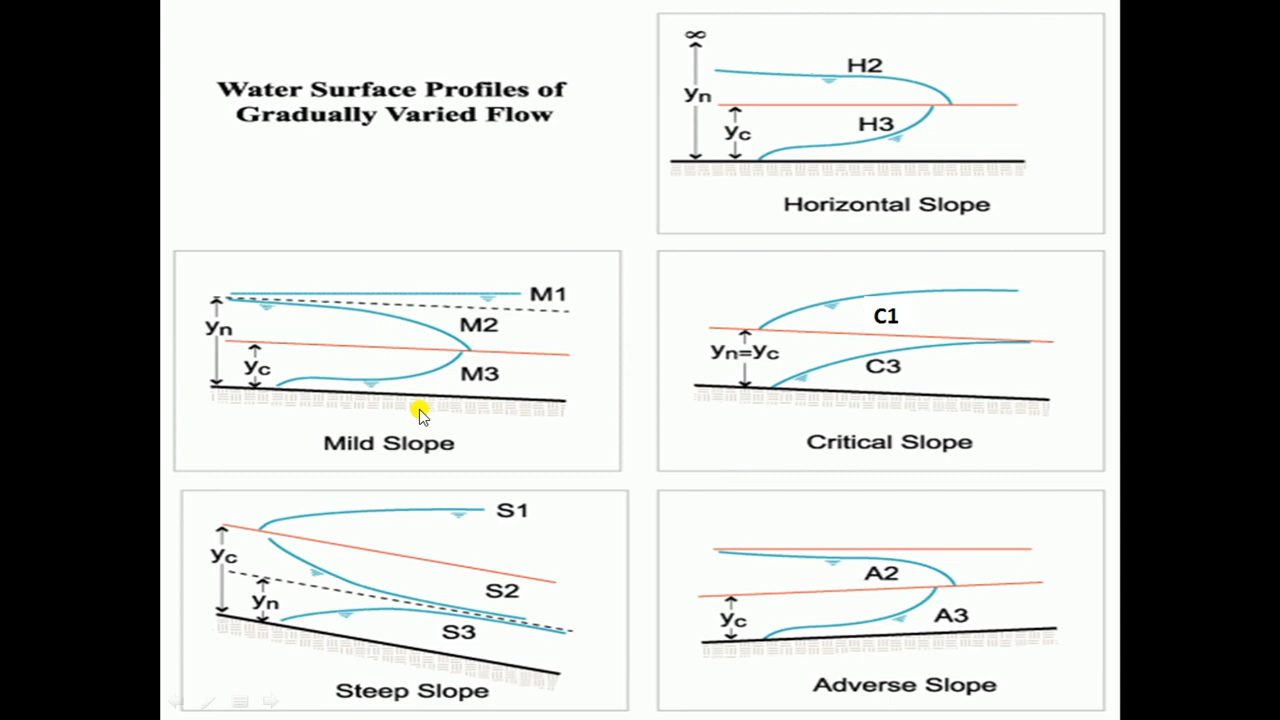 Water Surface Profiles of
Gradually Varied Flow
∞
yn
yc
H2
H3
Horizontal Slope
yn
yc
M1
M2
M3
Mild Slope
yn=yc
C1
C3
Critical Slope
yc
yn
S1
S2
S3
Steep Slope
yc
A2
A3
Adverse Slope